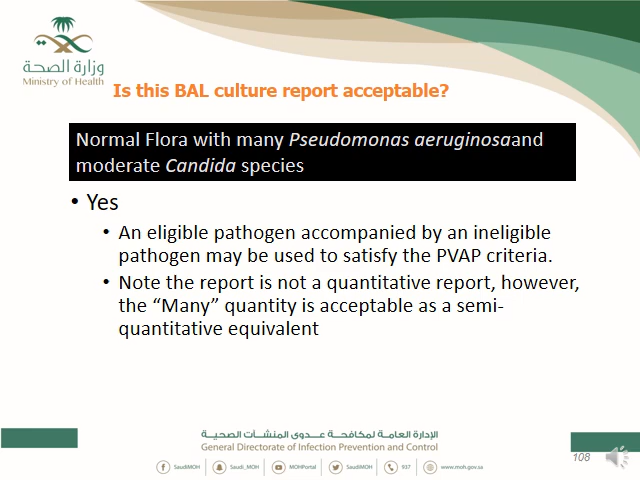 وزارة الصحة
Ministry of Health
Is this BAL culture report acceptable?
Normal Flora with many Pseudomonas aeruginosaand
moderate Candida species
• Yes
• An eligible pathogen accompanied by an ineligible
pathogen may be used to satisfy the PVAP criteria.
• Note the report is not a quantitative report, however,
the “Many” quantity is acceptable as a semi-
quantitative equivalent
الإدارة العامة لمكافحة عدوى المنشآت الصحية
General Directorate of Infection Prevention and Control
SaudiMOH Saudi_MOH MOHPortal SaudiMOH 937 www.moh.gov.sa
108